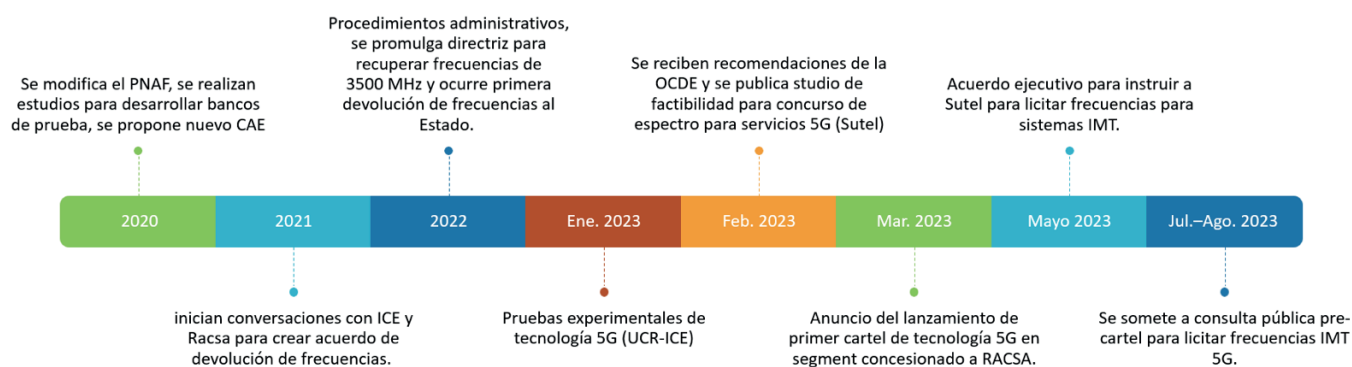 Se modifica el PNAF, se realizan
estudios para desarrollar bancos
de prueba, se propone nuevo CAE
Procedimientos administrativos,
se promulga directriz para
recuperar frecuencias de
3500 MHz y ocurre primera
devolución de frecuencias al
Estado.
Se reciben recomendaciones de la
OCDE y se publica studio de
factibilidad para concurso de
espectro para servicios 5G (Sutel)
Acuerdo ejecutivo para instruir a
Sutel para licitar frecuencias para
sistemas IMT.
2020
2021
2022
Ene. 2023
Feb. 2023
Mar. 2023
Mayo 2023
Jul.–Ago. 2023
inician conversaciones con ICE y
Racsa para crear acuerdo de
devolución de frecuencias.
Pruebas experimentales de
tecnología 5G (UCR-ICE)
Anuncio del lanzamiento de
primer cartel de tecnología 5G en
segment concesionado a RACSA.
Se somete a consulta pública pre-
cartel para licitar frecuencias IMT
5G.